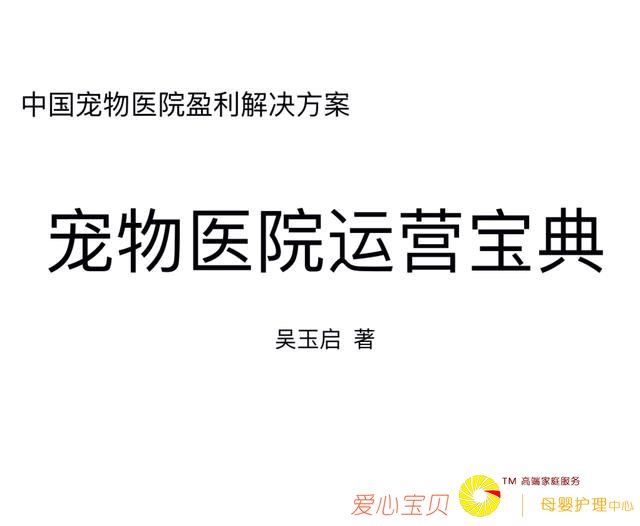 中国宠物医院盈利解决方案
宠物医院运营宝典
吴玉启 著
爱心宝贝
TM 高端家庭服务
母婴护理中心